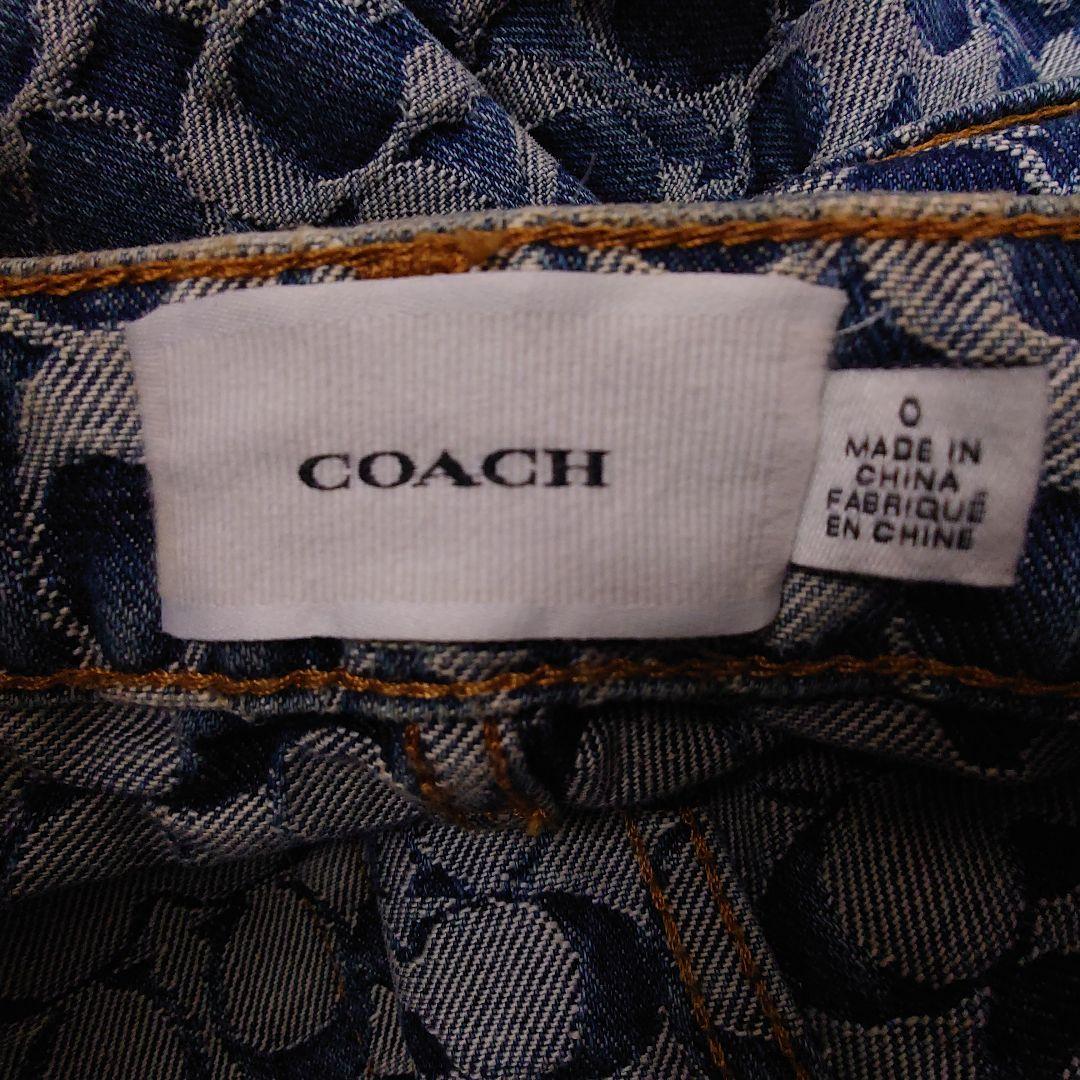 COACH
0
MADE IN
CHINA
FABRIQUÉ
EN CHINE